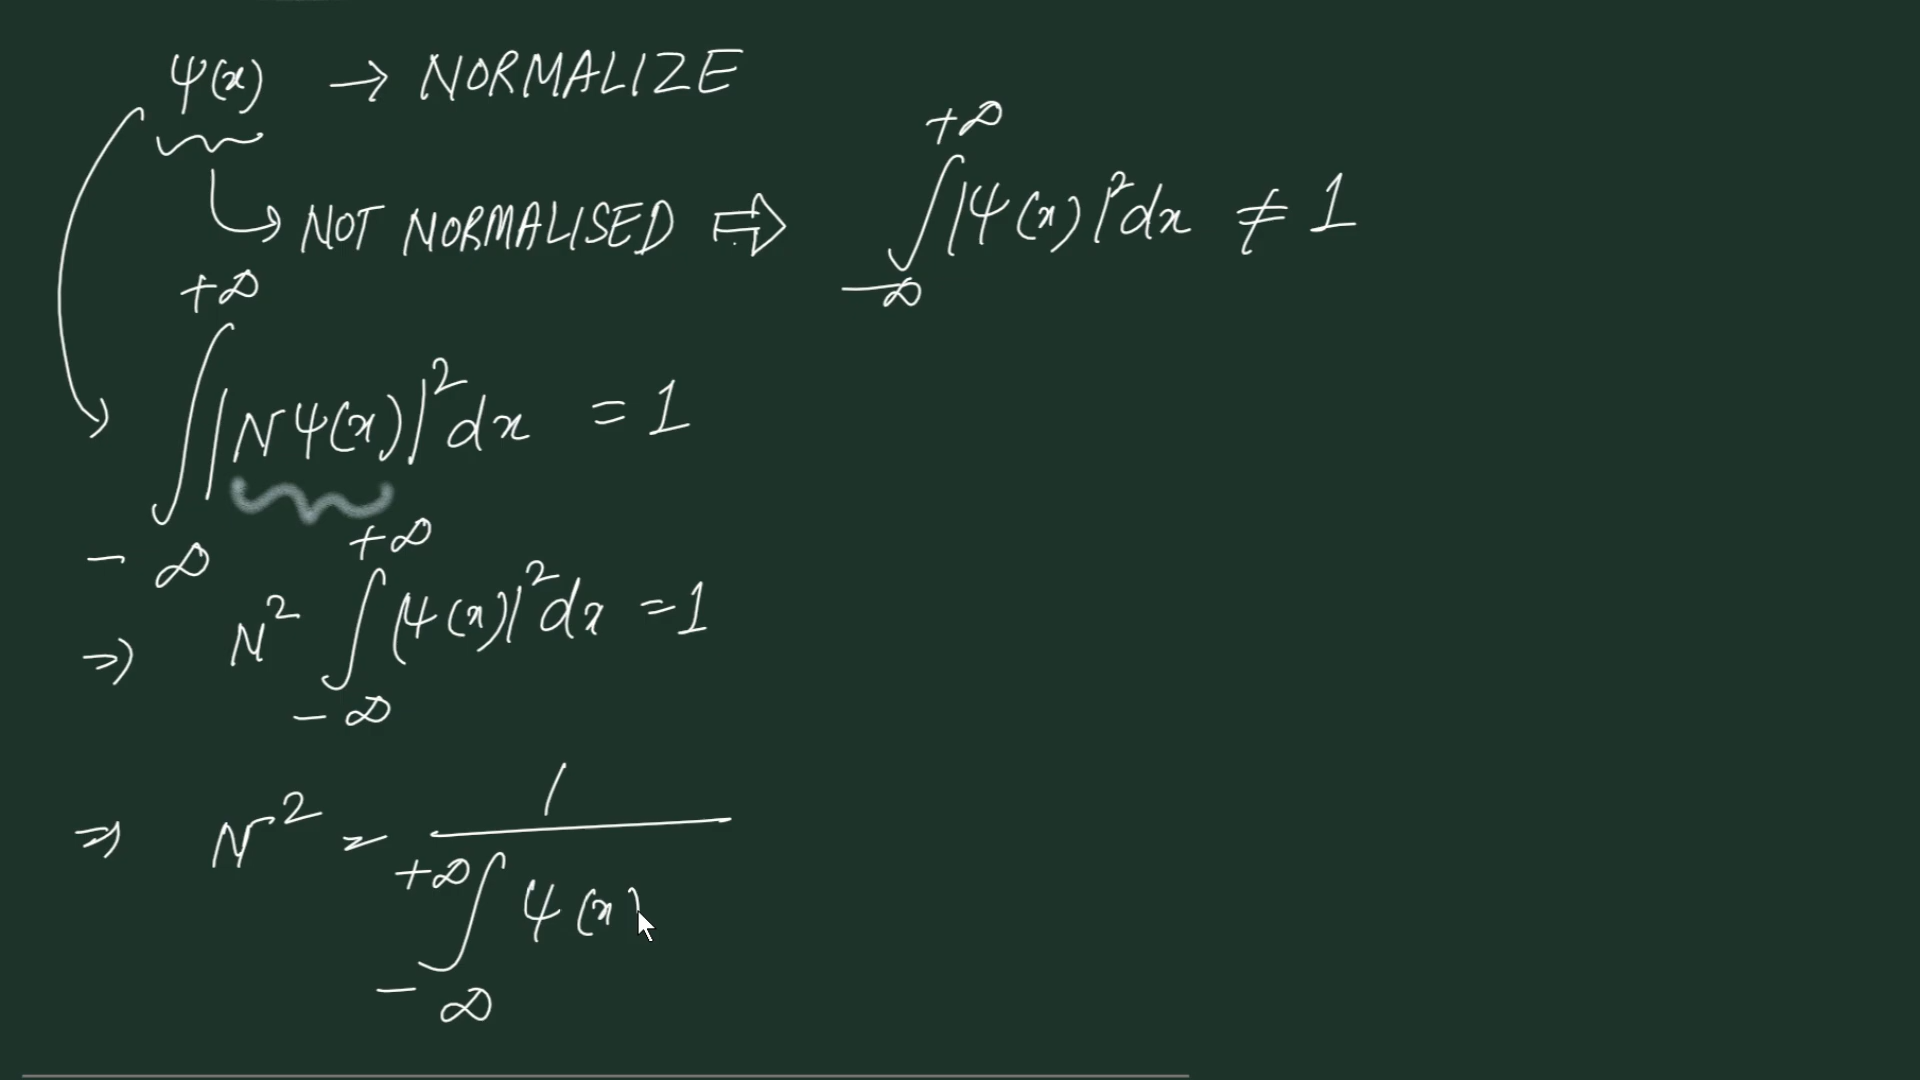 ψ(x) → NORMALIZE
NOT NORMALISED ⇒ ∫_{-∞}^{+∞} |ψ(x)|² dx ≠ 1
∫_{-∞}^{+∞} |Nψ(x)|² dx = 1
⇒ N² ∫_{-∞}^{+∞} |ψ(x)|² dx = 1
⇒ N² = 1 / ∫_{-∞}^{+∞} ψ(x)